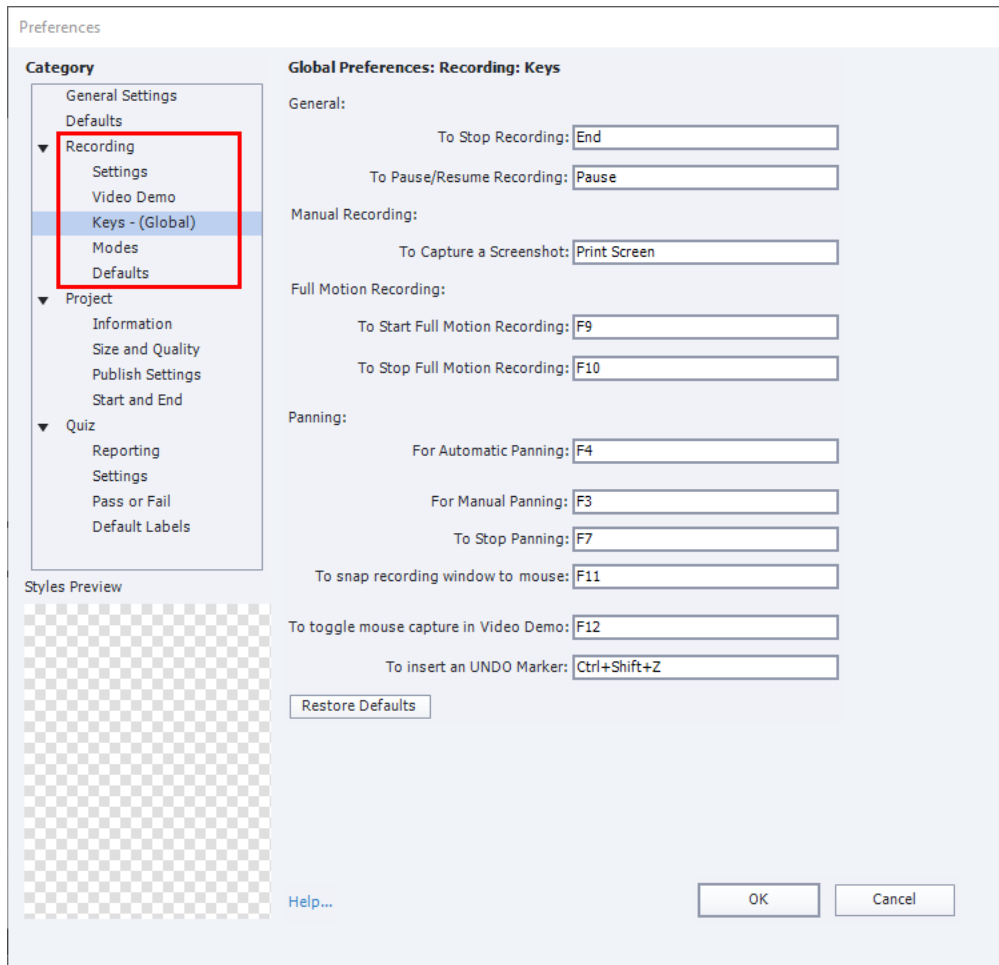 Preferences
Category
General Settings
Defaults
Recording
Settings
Video Demo
Keys - (Global)
Modes
Defaults
Project
Information
Size and Quality
Publish Settings
Start and End
Quiz
Reporting
Settings
Pass or Fail
Default Labels
Styles Preview
Global Preferences: Recording: Keys
General:
To Stop Recording: End
To Pause/Resume Recording: Pause
Manual Recording:
To Capture a Screenshot: Print Screen
Full Motion Recording:
To Start Full Motion Recording: F9
To Stop Full Motion Recording: F10
Panning:
For Automatic Panning: F4
For Manual Panning: F3
To Stop Panning: F7
To snap recording window to mouse: F11
To toggle mouse capture in Video Demo: F12
To insert an UNDO Marker: Ctrl+Shift+Z
Restore Defaults
Help...
OK
Cancel